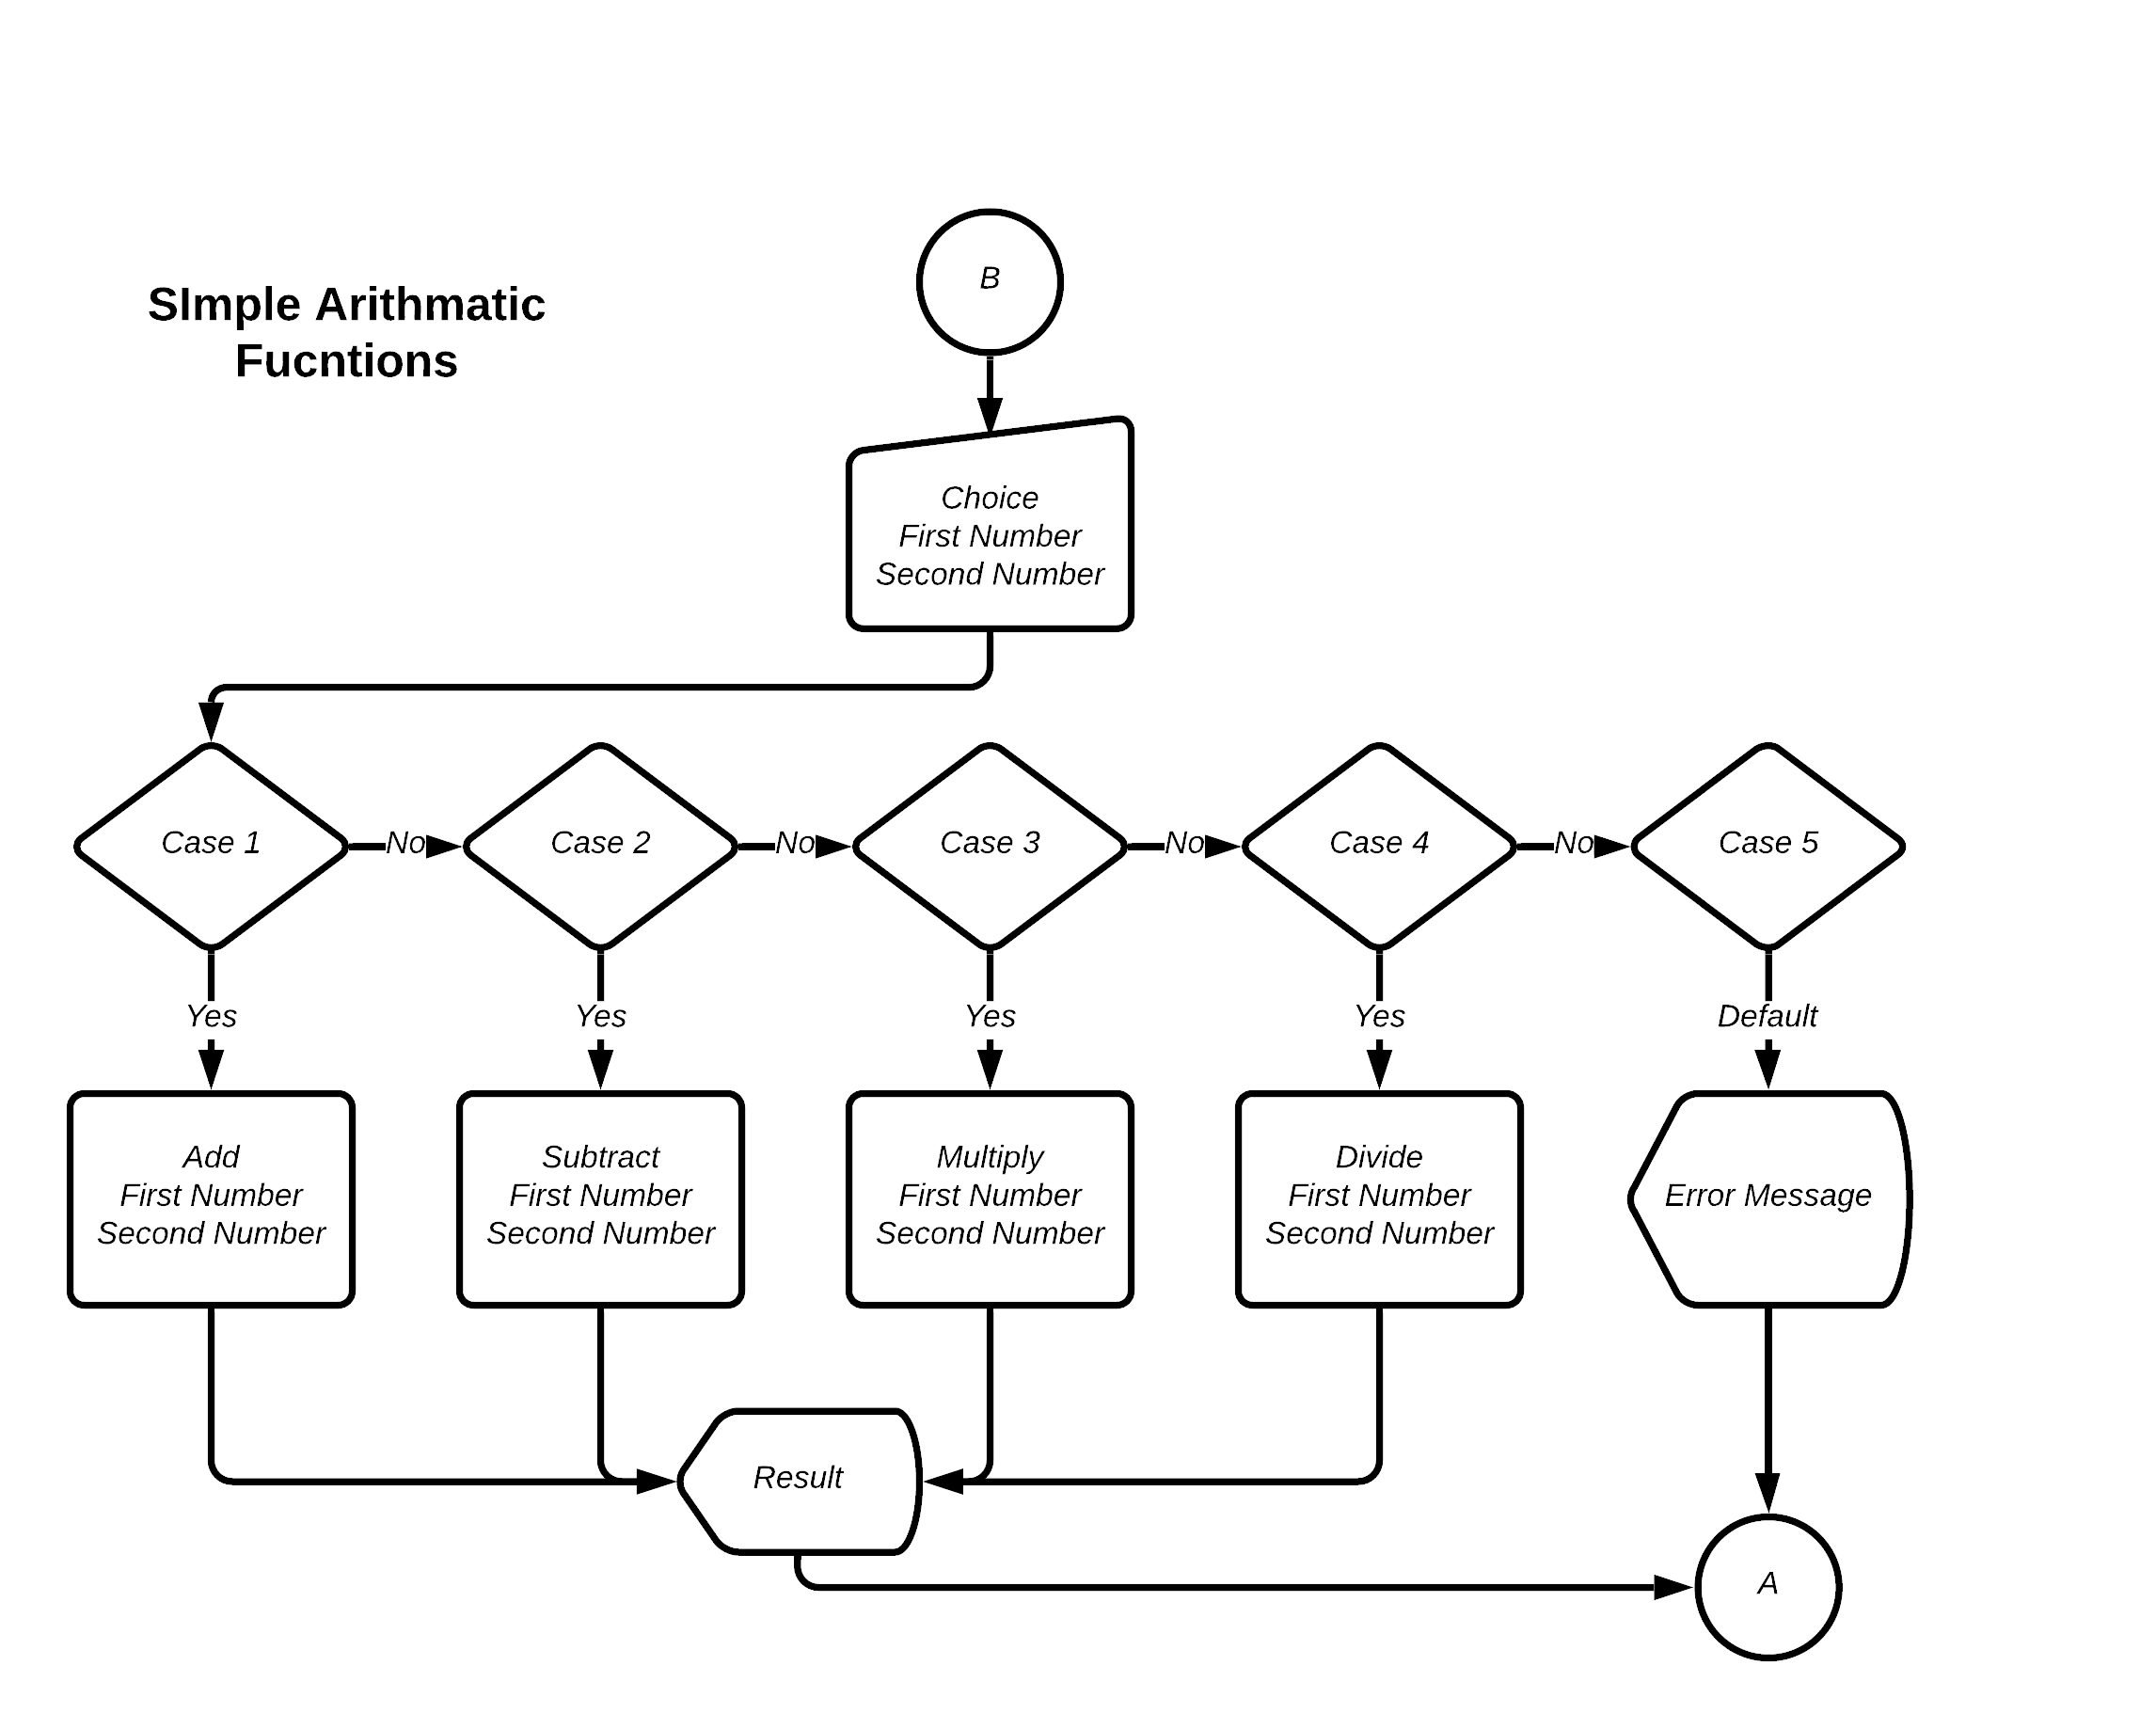 SImple Arithmatic
Fucntions
B
Choice
First Number
Second Number
Case 1
No
Case 2
No
Case 3
No
Case 4
No
Case 5
Yes
Yes
Yes
Yes
Default
Add
First Number
Second Number
Subtract
First Number
Second Number
Multiply
First Number
Second Number
Divide
First Number
Second Number
Error Message
Result
A